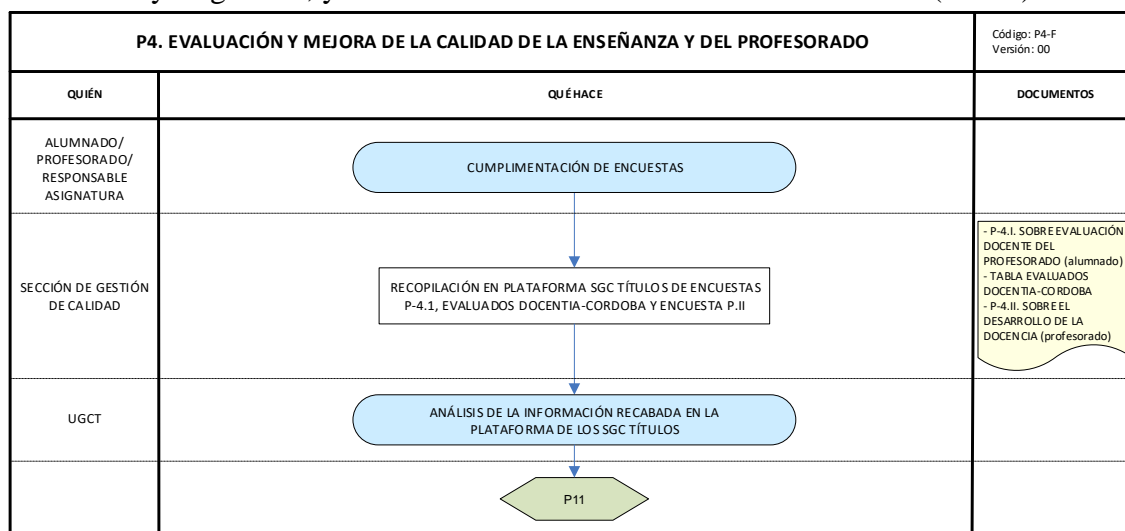 P4. EVALUACIÓN Y MEJORA DE LA CALIDAD DE LA ENSEÑANZA Y DEL PROFESORADO
Código: P4-F
Versión: 00
QUIÉN
QUÉ HACE
DOCUMENTOS
ALUMNADO/
PROFESORADO/
RESPONSABLE
ASIGNATURA
CUMPLIMENTACIÓN DE ENCUESTAS
SECCIÓN DE GESTIÓN
DE CALIDAD
RECOPILACIÓN EN PLATAFORMA SGC TÍTULOS DE ENCUESTAS
P-4.1, EVALUADOS DOCENTIA-CORDOBA Y ENCUESTA P.II
- P-4.I. SOBRE EVALUACIÓN
DOCENTE DEL
PROFESORADO (alumnado)
- TABLA EVALUADOS
DOCENTIA-CORDOBA
- P-4.II. SOBRE EL
DESARROLLO DE LA
DOCENCIA (profesorado)
UGCT
ANÁLISIS DE LA INFORMACIÓN RECABADA EN LA
PLATAFORMA DE LOS SGC TÍTULOS
P11